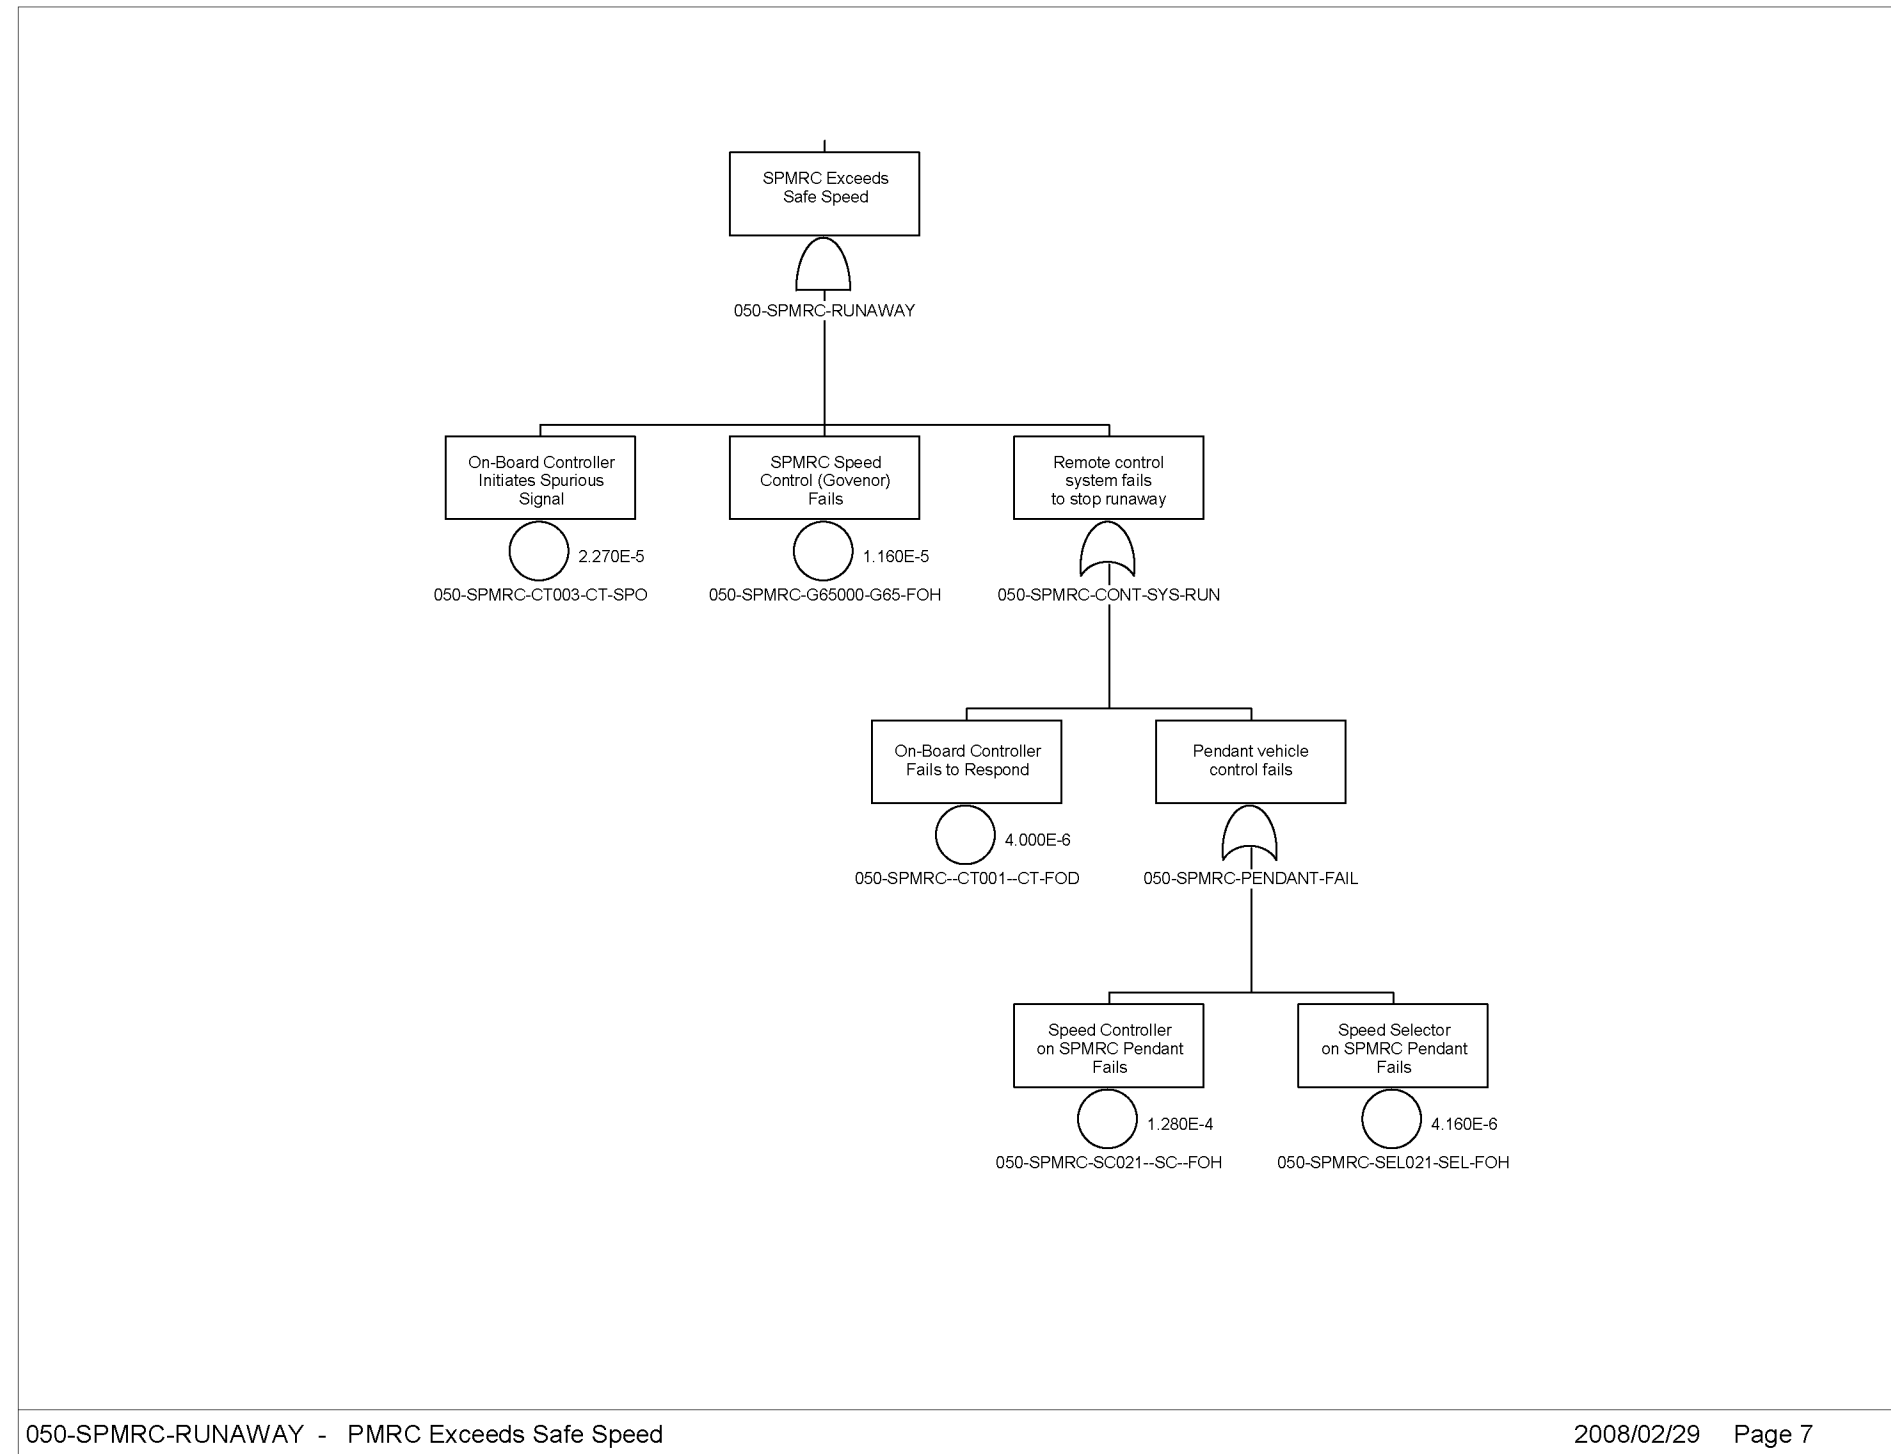 SPMRC Exceeds
Safe Speed
050-SPMRC-RUNAWAY
On-Board Controller
Initiates Spurious
Signal
2.270E-5
050-SPMRC-CT003-CT-SPO
SPMRC Speed
Control (Govenor)
Fails
1.160E-5
050-SPMRC-G65000-G65-FOH
Remote control
system fails
to stop runaway
050-SPMRC-CONT-SYS-RUN
On-Board Controller
Fails to Respond
4.000E-6
050-SPMRC--CT001--CT-FOD
Pendant vehicle
control fails
050-SPMRC-PENDANT-FAIL
Speed Controller
on SPMRC Pendant
Fails
1.280E-4
050-SPMRC-SC021--SC--FOH
Speed Selector
on SPMRC Pendant
Fails
4.160E-6
050-SPMRC-SEL021-SEL-FOH
050-SPMRC-RUNAWAY - PMRC Exceeds Safe Speed
2008/02/29 Page 7